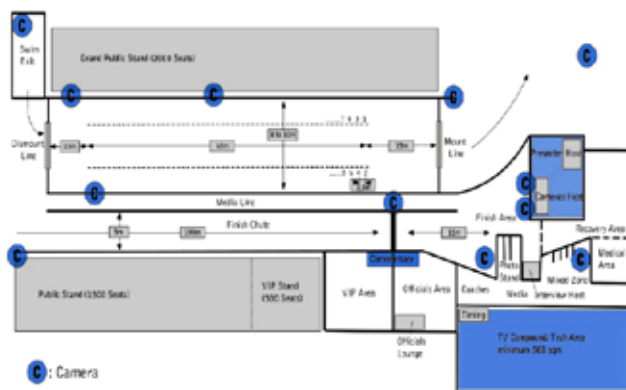 Swim
Exit
Grand Public Stand (2000 Seats)
Dismount
Line
Mount
Line
Media Line
Finish Chute
Finish Area
Presenter
Host
Cameras Host
Recovery Area
Medical
Area
Mixed Zone
Interview Host
Photo
Stand
Media
Coaches
Commentary
Public Stand (1500 Seats)
VIP Stand
(500 Seats)
VIP Area
Officials Area
Officials
Lounge
Timing
TV Compound/Tech Area
minimum 500 sqm
C : Camera